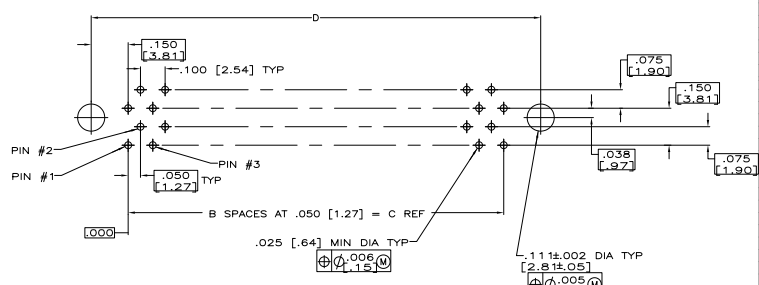 D
.150
[3.81]
.100 [2.54] TYP
.075
[1.90]
.150
[3.81]
PIN #2
PIN #1
PIN #3
.050
[1.27] TYP
.038
[.97]
.075
[1.90]
B SPACES AT .050 [1.27] = C REF
.000
.025 [.64] MIN DIA TYP
⌖ ⌀.006 Ⓜ
[.15]
.111±.002 DIA TYP
[2.81±.05]
⌖ ⌀.005 Ⓜ